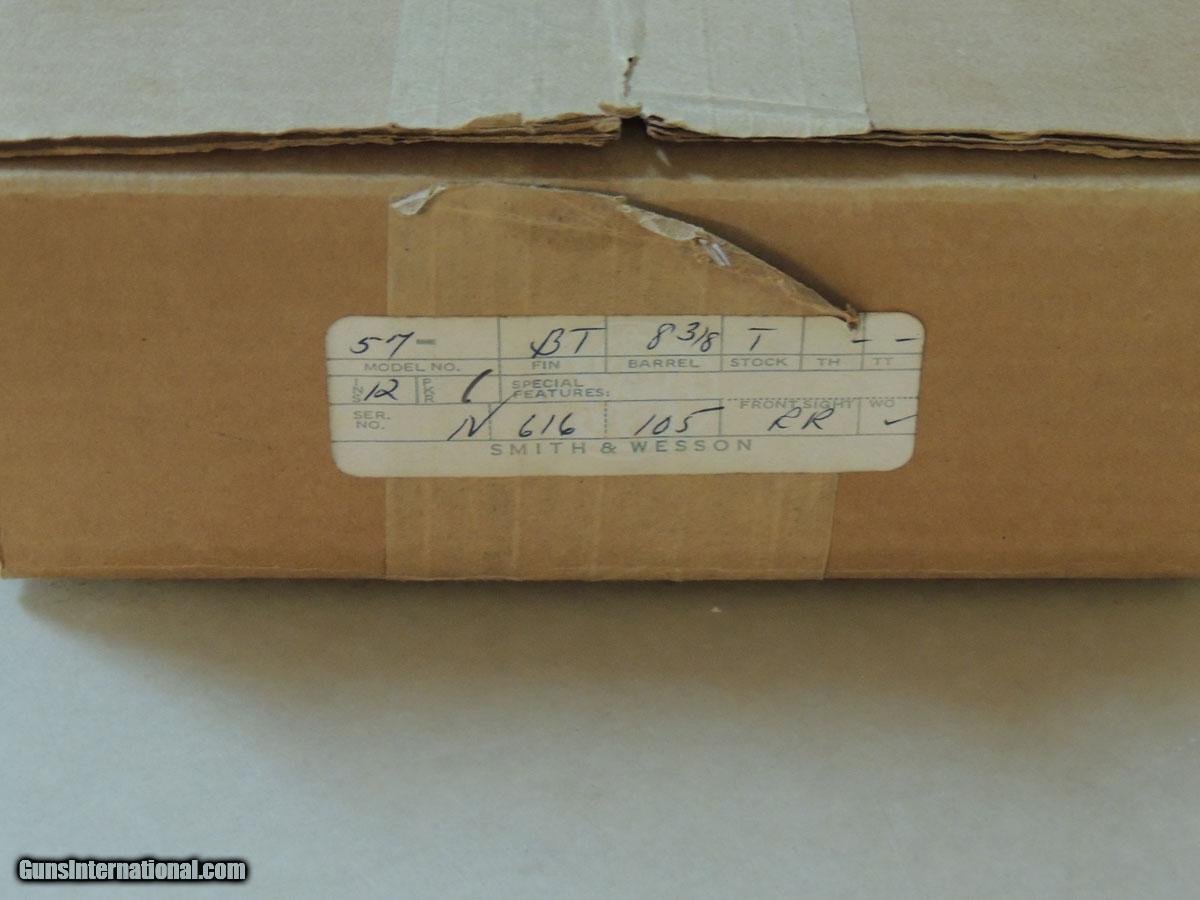 57- BT 8 3/8 T - -
MODEL NO. FIN BARREL STOCK TH TT
INS 12 PKR SPECIAL
FEATURES:
FRONT SIGHT WO
SER. NO. N 616 105 RR ✓
SMITH & WESSON
GunsInternational.com